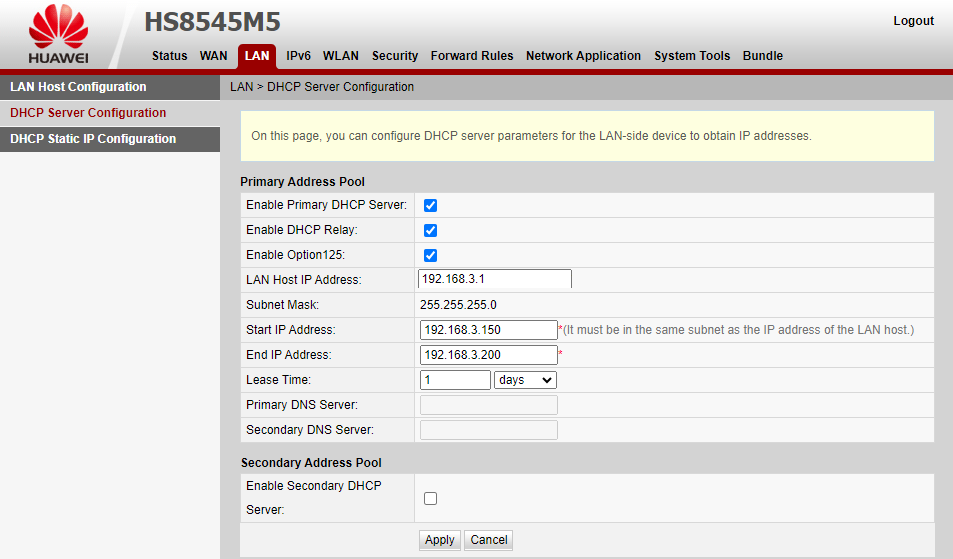 HUAWEI
HS8545M5
Logout
Status WAN LAN IPv6 WLAN Security Forward Rules Network Application System Tools Bundle
LAN Host Configuration
DHCP Server Configuration
DHCP Static IP Configuration
LAN > DHCP Server Configuration
On this page, you can configure DHCP server parameters for the LAN-side device to obtain IP addresses.
Primary Address Pool
Enable Primary DHCP Server:
Enable DHCP Relay:
Enable Option125:
LAN Host IP Address: 192.168.3.1
Subnet Mask: 255.255.255.0
Start IP Address: 192.168.3.150 *(It must be in the same subnet as the IP address of the LAN host.)
End IP Address: 192.168.3.200 *
Lease Time: 1 days
Primary DNS Server:
Secondary DNS Server:
Secondary Address Pool
Enable Secondary DHCP
Server:
Apply Cancel